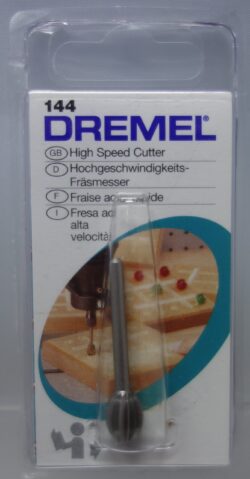 144
DREMEL®
GB High Speed Cutter
D Hochgeschwindigkeits-
Fräsmesser
F Fraise
I Fresa
alta
velocità